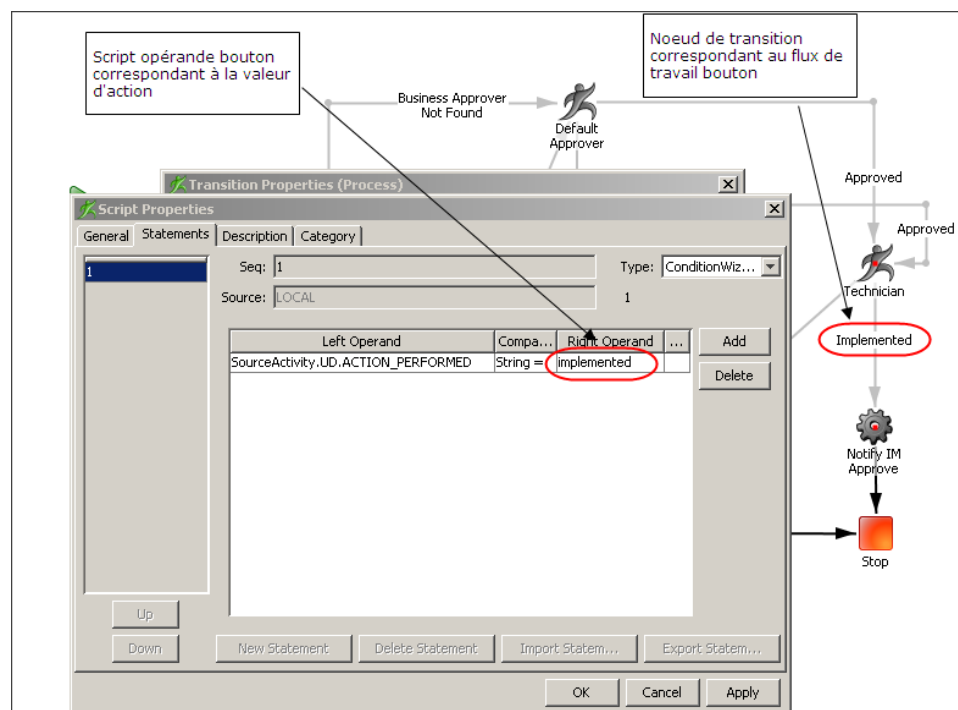 Script opérande bouton
correspondant à la valeur
d'action
Noeud de transition
correspondant au flux de
travail bouton
Business Approver
Not Found
Default
Approver
Approved
Approved
Technician
Implemented
Notify IM
Approve
Stop
Transition Properties (Process)
Script Properties
General Statements Description Category
1
Seq: 1 Type: ConditionWiz...
Source: LOCAL 1
Left Operand Compa... Right Operand ...
SourceActivity.UD.ACTION_PERFORMED String = implemented
Add
Delete
Up
Down
New Statement Delete Statement Import Statem... Export Statem...
OK Cancel Apply